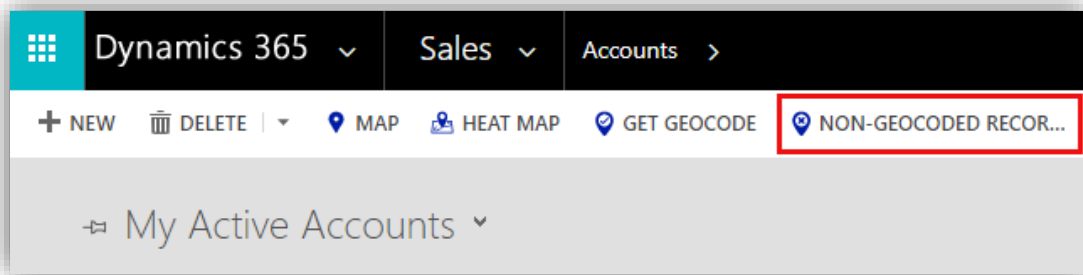 Dynamics 365 Sales Accounts
NEW DELETE MAP HEAT MAP GET GEOCODE NON-GEOCODED RECOR...
My Active Accounts